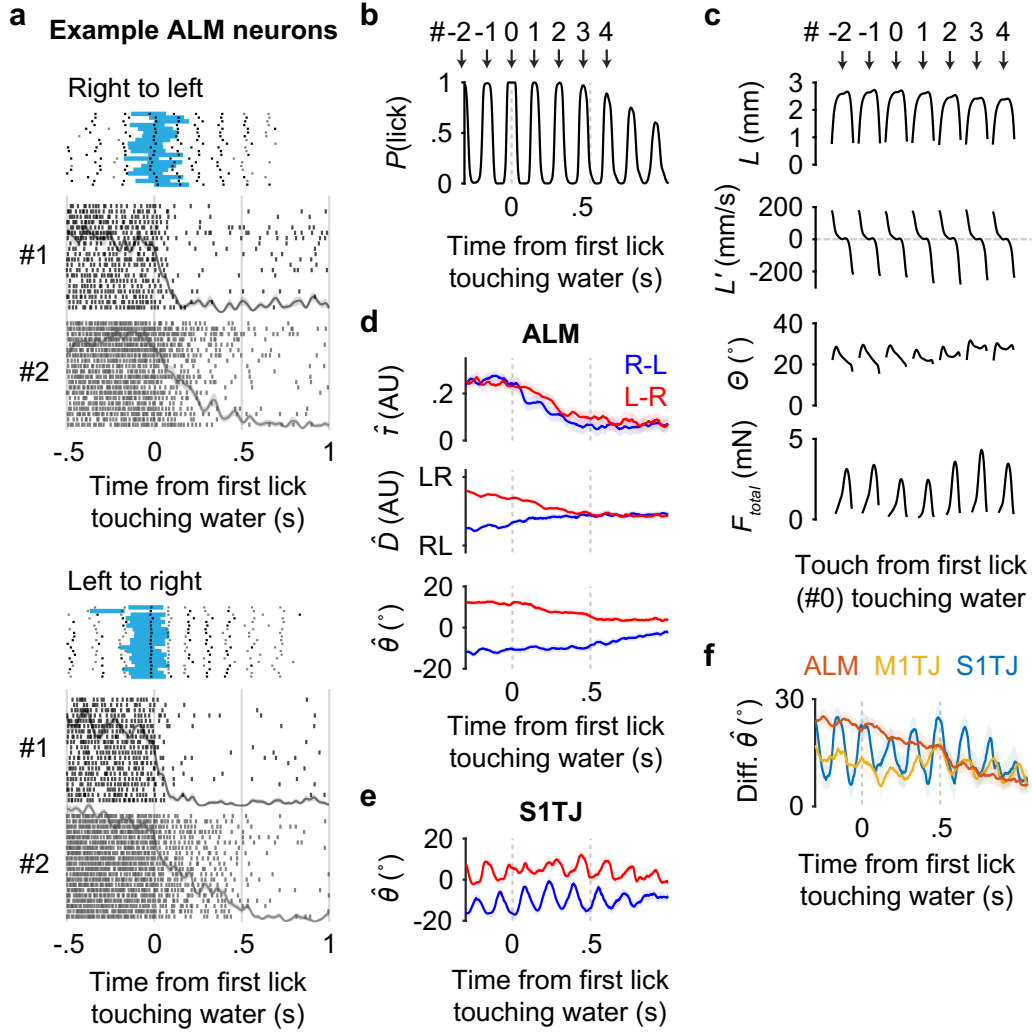 a
Example ALM neurons
Right to left
#1
#2
-.5 0 .5 1
Time from first lick
touching water (s)
Left to right
#1
#2
-.5 0 .5 1
Time from first lick
touching water (s)
b
# -2 -1 0 1 2 3 4
1
.5
0
P(lick)
0 .5
Time from first lick
touching water (s)
c
# -2 -1 0 1 2 3 4
3
2
1
0
L (mm)
200
0
-200
L' (mm/s)
40
20
0
Θ (°)
5
0
F_total (mN)
Touch from first lick
(#0) touching water
d
ALM
R-L
L-R
.2
0
τ̂ (AU)
LR
RL
D̂ (AU)
20
0
-20
θ̂ (°)
0 .5
Time from first lick
touching water (s)
e
S1TJ
20
0
-20
θ̂ (°)
0 .5
Time from first lick
touching water (s)
f
ALM M1TJ S1TJ
30
0
Diff. θ̂ (°)
0 .5
Time from first lick
touching water (s)